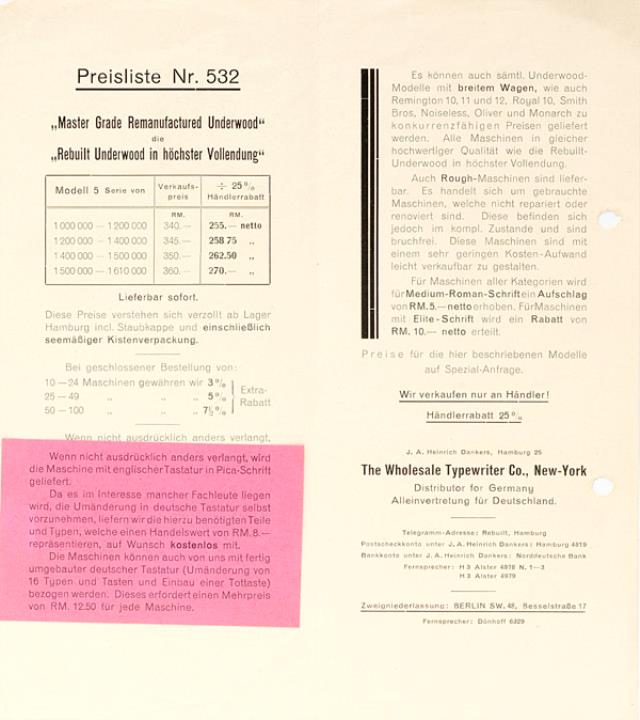 Preisliste Nr. 532
„Master Grade Remanufactured Underwood“
die
„Rebuilt Underwood in höchster Vollendung“
Modell 5 Serie von Verkaufs-preis ÷ 25% Händlerrabatt
RM. RM.
1 000 000 — 1 200 000 340.— 255.— netto
1 200 000 — 1 400 000 345.— 258 75 „
1 400 000 — 1 500 000 350.— 262.50 „
1 500 000 — 1 610 000 360.— 270.— „
Lieferbar sofort.
Diese Preise verstehen sich verzollt ab Lager
Hamburg incl. Staubkappe und einschließlich
seemäßiger Kistenverpackung.
Bei geschlossener Bestellung von:
10 — 24 Maschinen gewähren wir 3 %
25 — 49 „ „ „ 5 %
50 — 100 „ „ „ 7½ %
Extra-
Rabatt
Wenn nicht ausdrücklich anders verlangt,
Wenn nicht ausdrücklich anders verlangt, wird
die Maschine mit englischer Tastatur in Pica-Schrift
geliefert.
Da es im Interesse mancher Fachleute liegen
wird, die Umänderung in deutsche Tastatur selbst
vorzunehmen, liefern wir die hierzu benötigten Teile
und Typen, welche einen Handelswert von RM. 8.—
repräsentieren, auf Wunsch kostenlos mit.
Die Maschinen können auch von uns mit fertig
umgebauter deutscher Tastatur (Umänderung von
16 Typen und Tasten und Einbau einer Tottaste)
bezogen werden. Dieses erfordert einen Mehrpreis
von RM. 12.50 für jede Maschine.
Es können auch sämtl. Underwood-
Modelle mit breitem Wagen, wie auch
Remington 10, 11 und 12, Royal 10, Smith
Bros, Noiseless, Oliver und Monarch zu
konkurrenzfähigen Preisen geliefert
werden. Alle Maschinen in gleicher
hochwertiger Qualität wie die Rebuilt-
Underwood in höchster Vollendung.
Auch Rough-Maschinen sind liefer-
bar. Es handelt sich um gebrauchte
Maschinen, welche nicht repariert oder
renoviert sind. Diese befinden sich
jedoch im kompl. Zustande und sind
bruchfrei. Diese Maschinen sind mit
einem sehr geringen Kosten-Aufwand
leicht verkaufbar zu gestalten.
Für Maschinen aller Kategorien wird
für Medium-Roman-Schrift ein Aufschlag
von RM. 5.— netto erhoben. Für Maschinen
mit Elite-Schrift wird ein Rabatt von
RM. 10.— netto erteilt.
Preise für die hier beschriebenen Modelle
auf Spezial-Anfrage.
Wir verkaufen nur an Händler!
Händlerrabatt 25 %
J. A. Heinrich Dankers, Hamburg 25
The Wholesale Typewriter Co., New-York
Distributor for Germany
Alleinvertretung für Deutschland.
Telegramm-Adresse: Rebuilt, Hamburg
Postscheckkonto unter J. A. Heinrich Dankers: Hamburg 4819
Bankkonto unter J. A. Heinrich Dankers: Norddeutsche Bank
Fernsprecher: H 3 Alster 4978 N. 1—3
H 3 Alster 4979
Zweigniederlassung: BERLIN SW. 48, Besselstraße 17
Fernsprecher: Dönhoff 6329